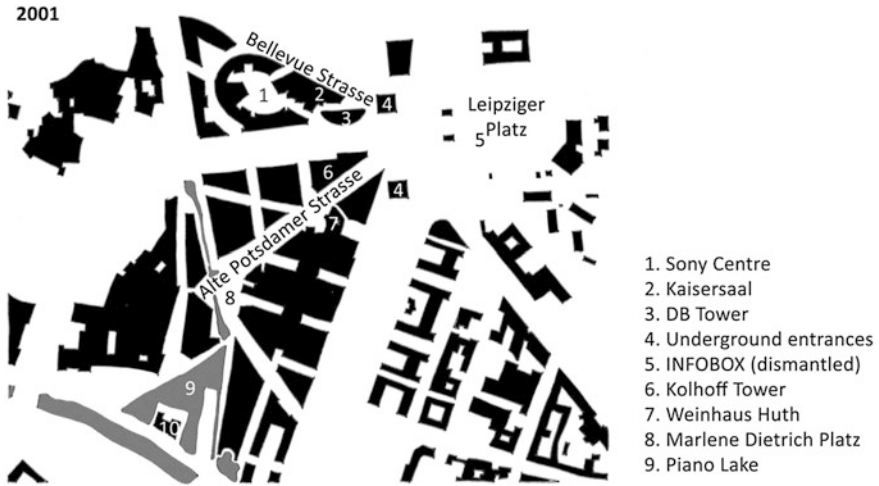 2001
Bellevue Strasse
1
2
3
4
Leipziger
Platz
5
6
4
Alte Potsdamer Strasse
7
8
9
10
1. Sony Centre
2. Kaisersaal
3. DB Tower
4. Underground entrances
5. INFOBOX (dismantled)
6. Kolhoff Tower
7. Weinhaus Huth
8. Marlene Dietrich Platz
9. Piano Lake